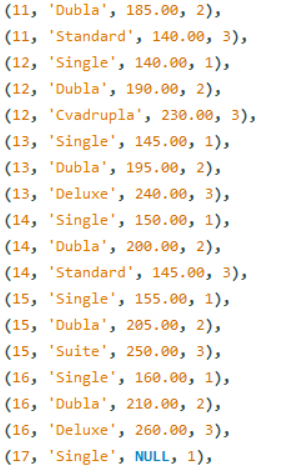 (11, 'Dubla', 185.00, 2),
(11, 'Standard', 140.00, 3),
(12, 'Single', 140.00, 1),
(12, 'Dubla', 190.00, 2),
(12, 'Cvadrupla', 230.00, 3),
(13, 'Single', 145.00, 1),
(13, 'Dubla', 195.00, 2),
(13, 'Deluxe', 240.00, 3),
(14, 'Single', 150.00, 1),
(14, 'Dubla', 200.00, 2),
(14, 'Standard', 145.00, 3),
(15, 'Single', 155.00, 1),
(15, 'Dubla', 205.00, 2),
(15, 'Suite', 250.00, 3),
(16, 'Single', 160.00, 1),
(16, 'Dubla', 210.00, 2),
(16, 'Deluxe', 260.00, 3),
(17, 'Single', NULL, 1),